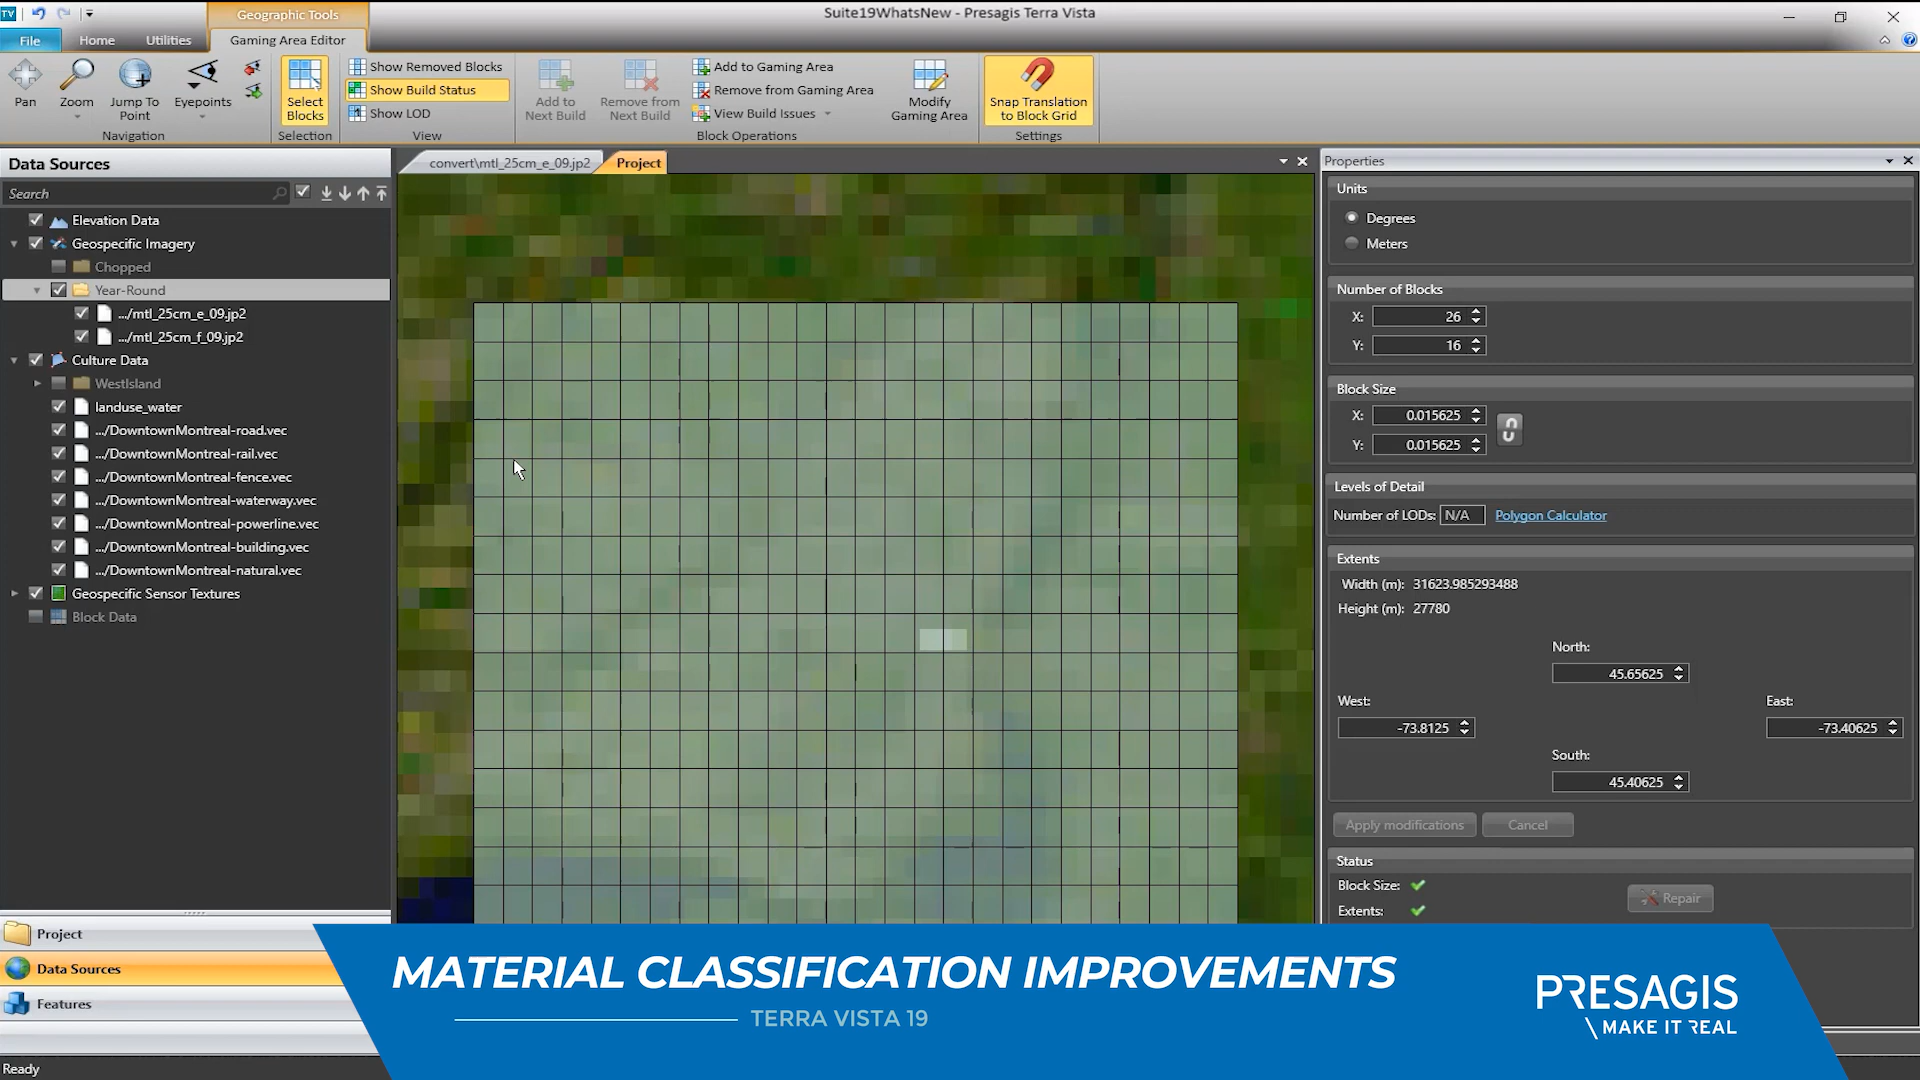 TV
Geographic Tools
Suite19WhatsNew - Presagis Terra Vista
File
Home
Utilities
Gaming Area Editor
Pan
Zoom
Jump To
Point
Eyepoints
Navigation
Select
Blocks
Selection
Show Removed Blocks
Show Build Status
Show LOD
View
Add to
Next Build
Remove from
Next Build
Add to Gaming Area
Remove from Gaming Area
View Build Issues
Block Operations
Modify
Gaming Area
Snap Translation
to Block Grid
Settings
Data Sources
Search
Elevation Data
Geospecific Imagery
Chopped
Year-Round
.../mtl_25cm_e_09.jp2
.../mtl_25cm_f_09.jp2
Culture Data
WestIsland
landuse_water
.../DowntownMontreal-road.vec
.../DowntownMontreal-rail.vec
.../DowntownMontreal-fence.vec
.../DowntownMontreal-waterway.vec
.../DowntownMontreal-powerline.vec
.../DowntownMontreal-building.vec
.../DowntownMontreal-natural.vec
Geospecific Sensor Textures
Block Data
Project
Data Sources
Features
Ready
convert\mtl_25cm_e_09.jp2
Project
Properties
Units
Degrees
Meters
Number of Blocks
X: 26
Y: 16
Block Size
X: 0.015625
Y: 0.015625
Levels of Detail
Number of LODs: N/A Polygon Calculator
Extents
Width (m): 31623.985293488
Height (m): 27780
North:
45.65625
West:
-73.8125
East:
-73.40625
South:
45.40625
Apply modifications
Cancel
Status
Block Size:
Extents:
Repair
MATERIAL CLASSIFICATION IMPROVEMENTS
TERRA VISTA 19
PRESAGIS
\ MAKE IT REAL